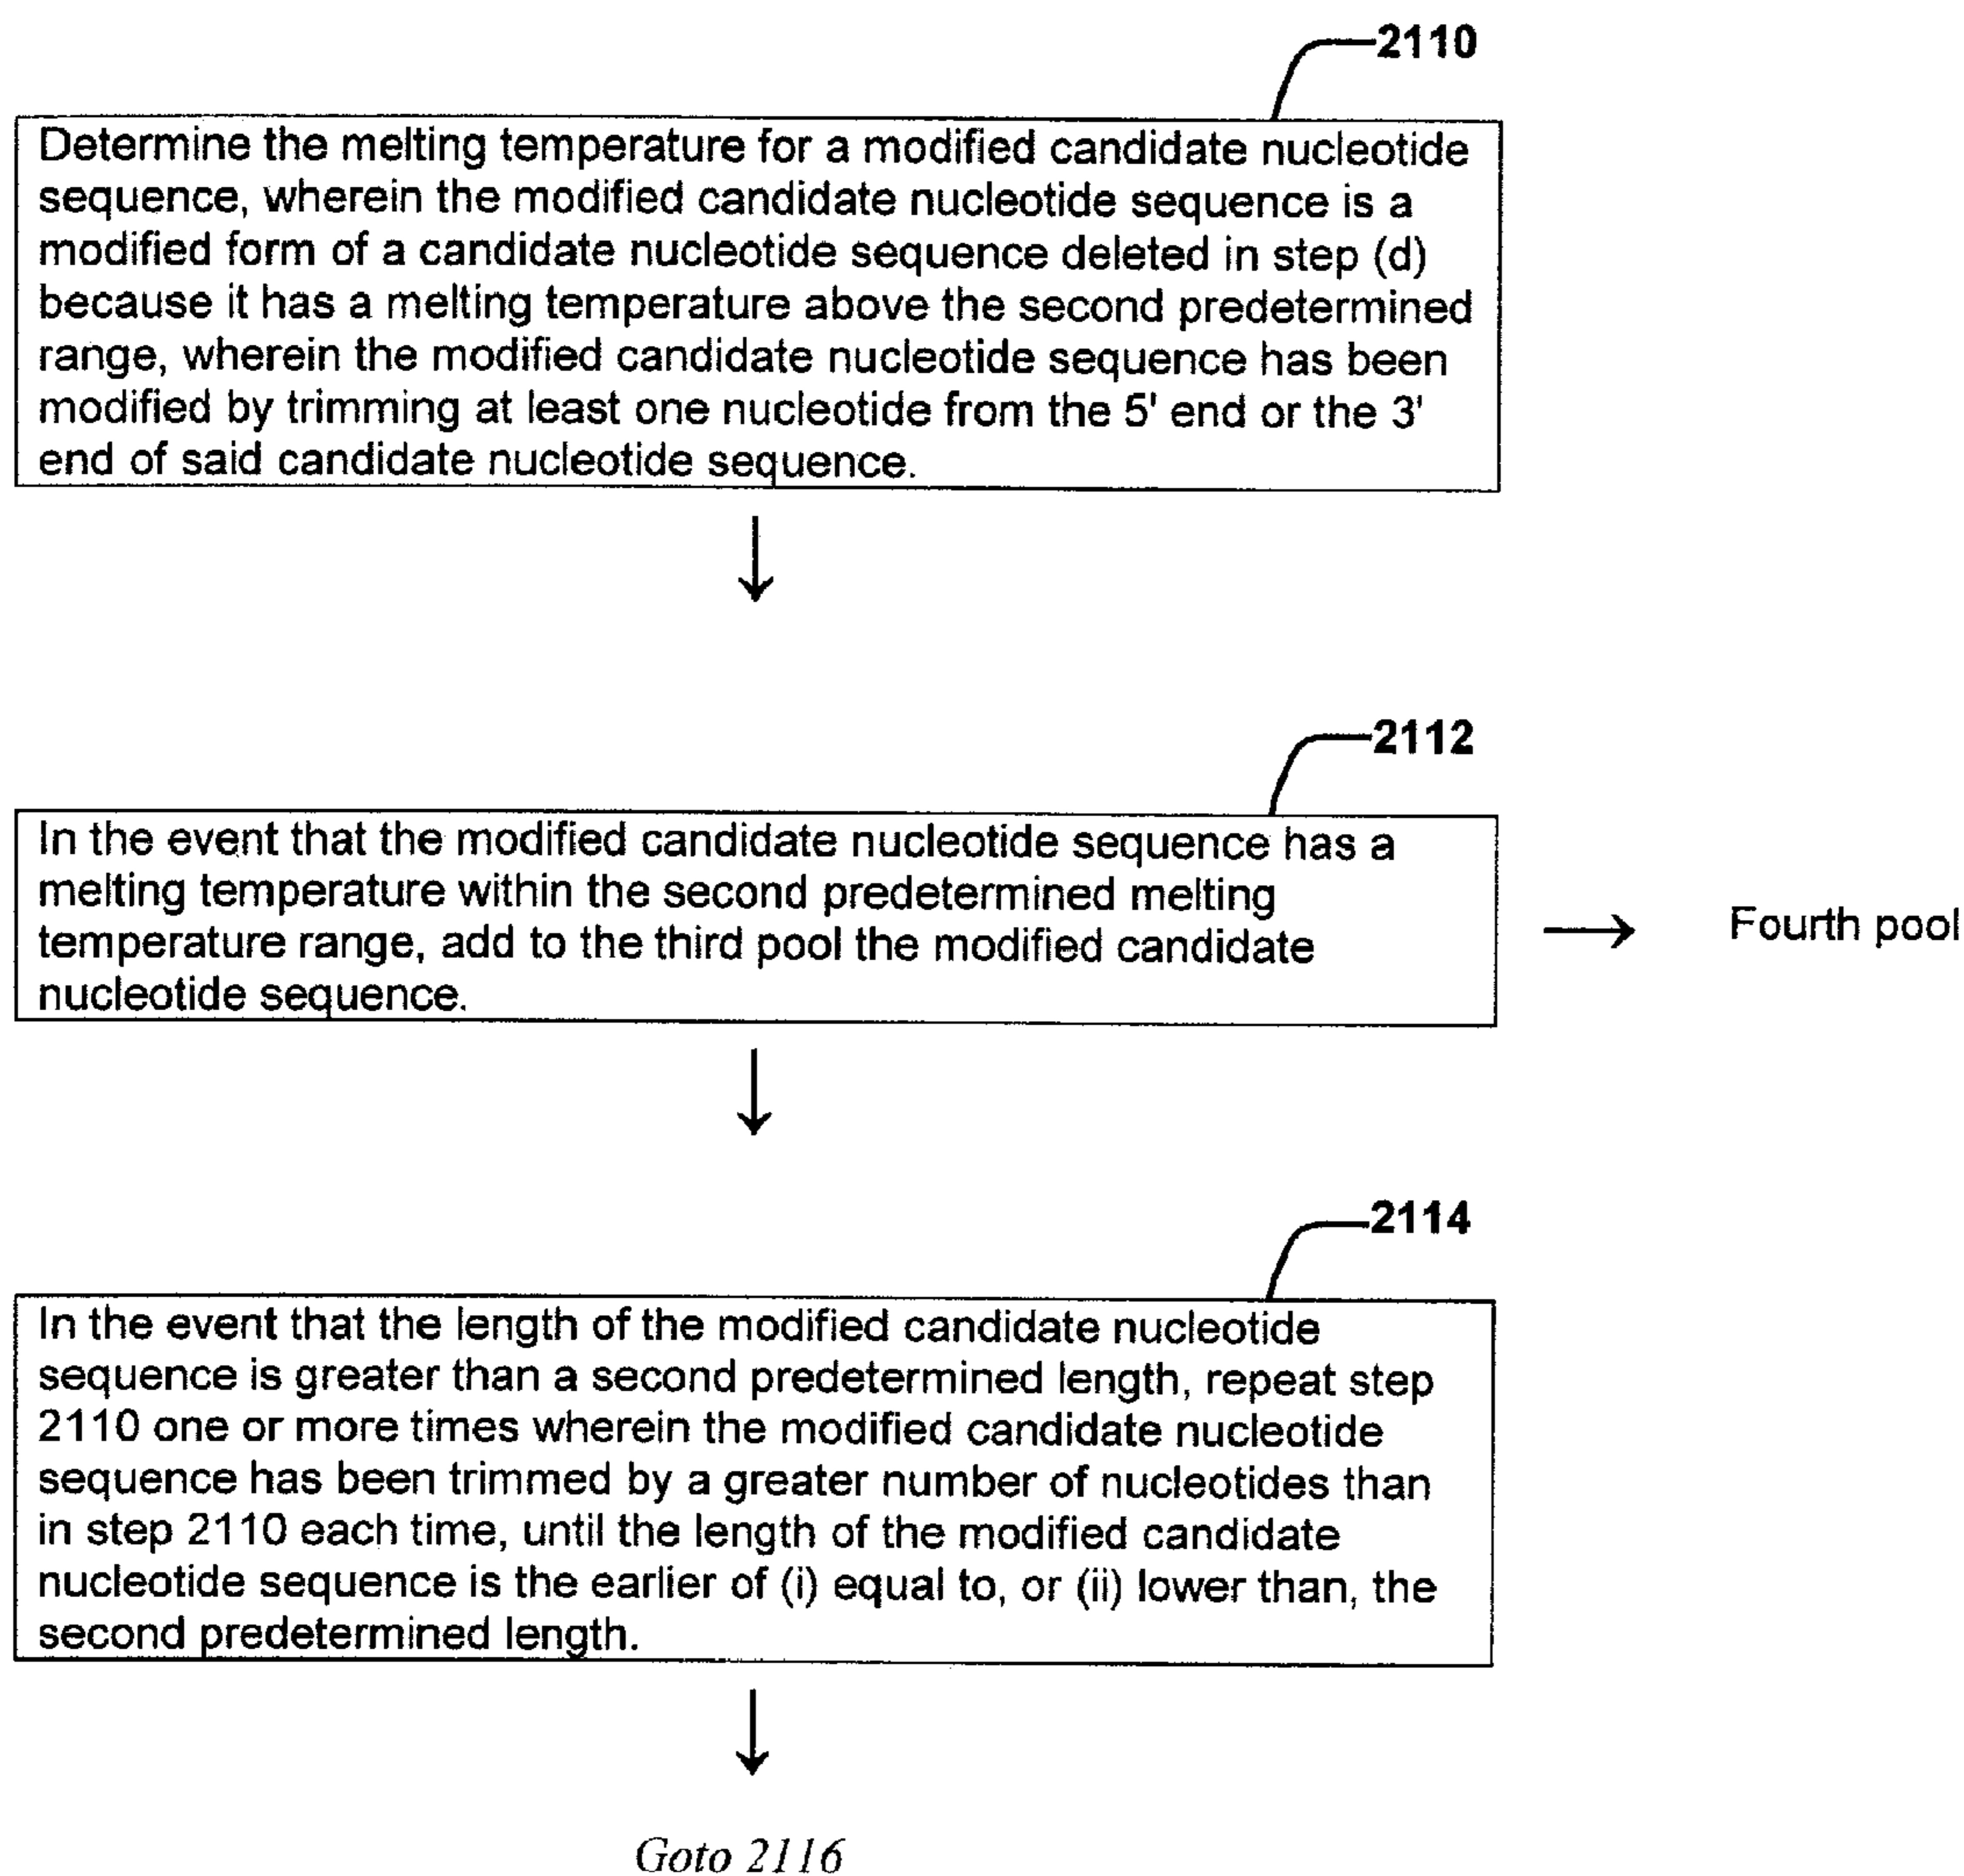 2110
Determine the melting temperature for a modified candidate nucleotide
sequence, wherein the modified candidate nucleotide sequence is a
modified form of a candidate nucleotide sequence deleted in step (d)
because it has a melting temperature above the second predetermined
range, wherein the modified candidate nucleotide sequence has been
modified by trimming at least one nucleotide from the 5' end or the 3'
end of said candidate nucleotide sequence.
2112
In the event that the modified candidate nucleotide sequence has a
melting temperature within the second predetermined melting
temperature range, add to the third pool the modified candidate
nucleotide sequence.
Fourth pool
2114
In the event that the length of the modified candidate nucleotide
sequence is greater than a second predetermined length, repeat step
2110 one or more times wherein the modified candidate nucleotide
sequence has been trimmed by a greater number of nucleotides than
in step 2110 each time, until the length of the modified candidate
nucleotide sequence is the earlier of (i) equal to, or (ii) lower than, the
second predetermined length.
Goto 2116